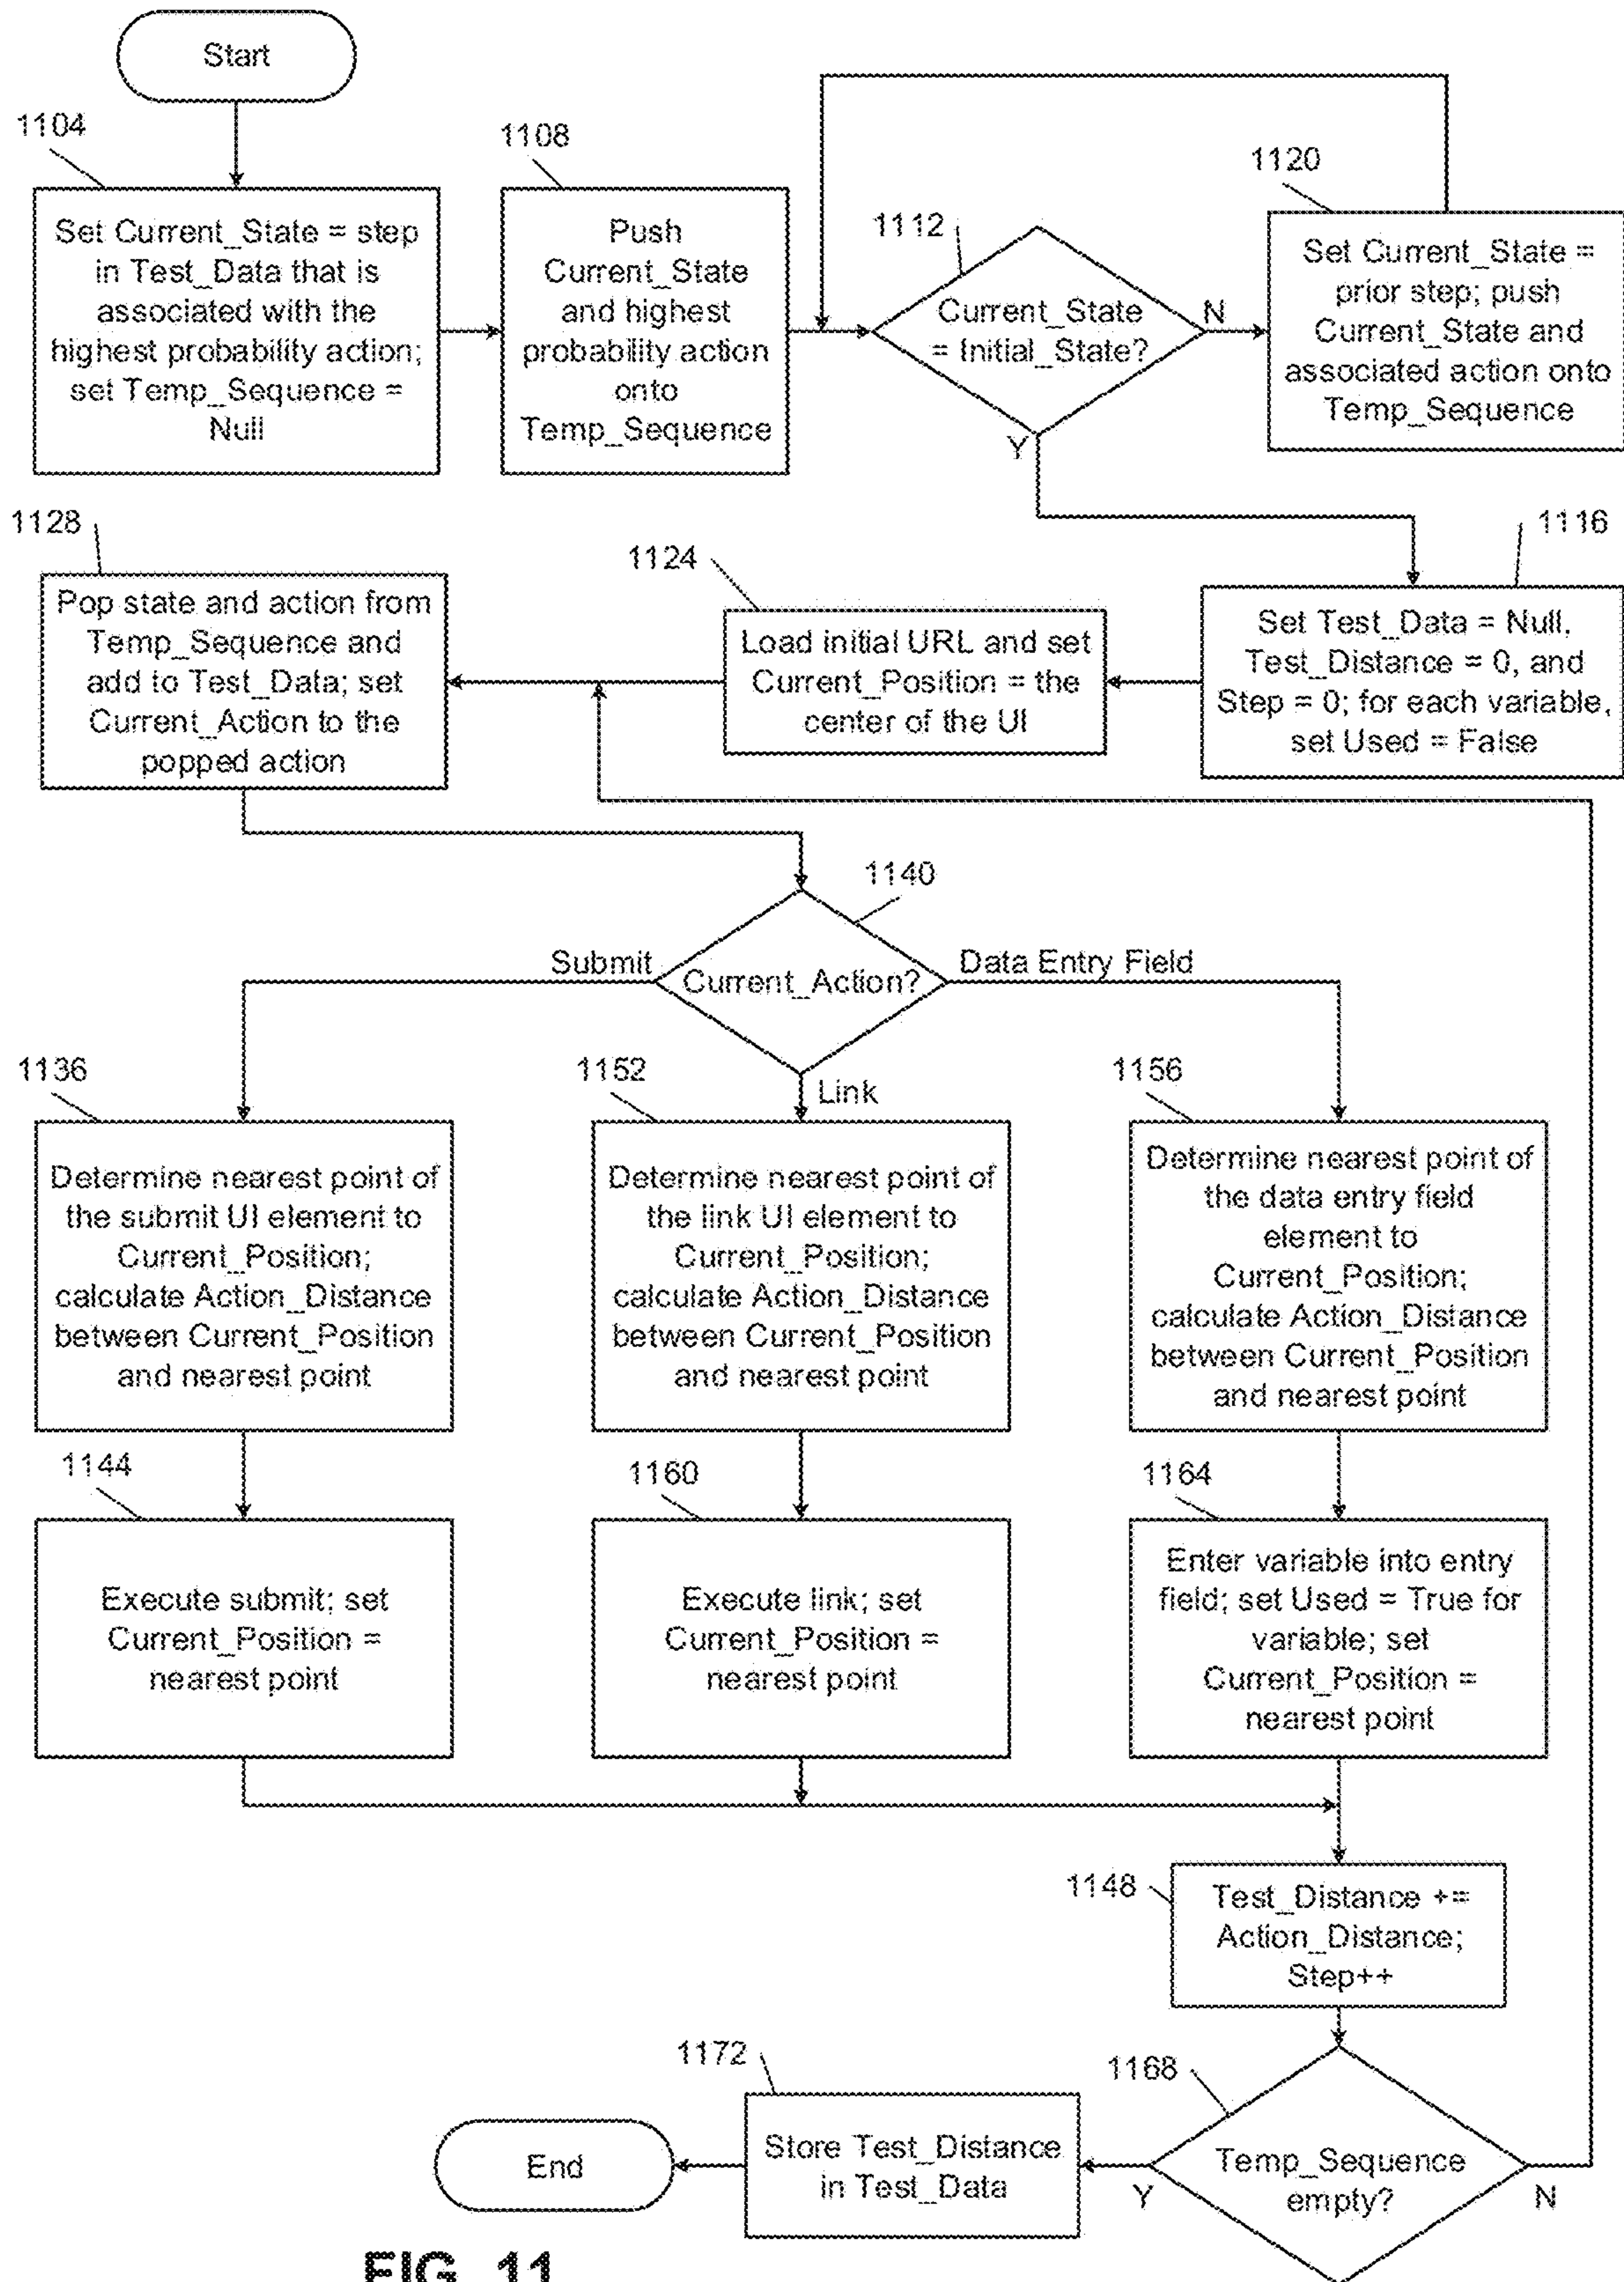 Start
1104
Set Current_State = step
in Test_Data that is
associated with the
highest probability action;
set Temp_Sequence =
Null
1108
Push
Current_State
and highest
probability action
onto
Temp_Sequence
1112
Current_State
= Initial_State?
N
Y
1120
Set Current_State =
prior step; push
Current_State and
associated action onto
Temp_Sequence
1116
Set Test_Data = Null,
Test_Distance = 0, and
Step = 0; for each variable,
set Used = False
1124
Load initial URL and set
Current_Position = the
center of the UI
1128
Pop state and action from
Temp_Sequence and
add to Test_Data; set
Current_Action to the
popped action
1140
Current_Action?
Submit
Data Entry Field
Link
1136
Determine nearest point of
the submit UI element to
Current_Position;
calculate Action_Distance
between Current_Position
and nearest point
1152
Determine nearest point of
the link UI element to
Current_Position;
calculate Action_Distance
between Current_Position
and nearest point
1156
Determine nearest point of
the data entry field
element to
Current_Position;
calculate Action_Distance
between Current_Position
and nearest point
1144
Execute submit; set
Current_Position =
nearest point
1160
Execute link; set
Current_Position =
nearest point
1164
Enter variable into entry
field; set Used = True for
variable; set
Current_Position =
nearest point
1148
Test_Distance +=
Action_Distance;
Step++
1168
Temp_Sequence
empty?
Y
N
1172
Store Test_Distance
in Test_Data
End
FIG. 11